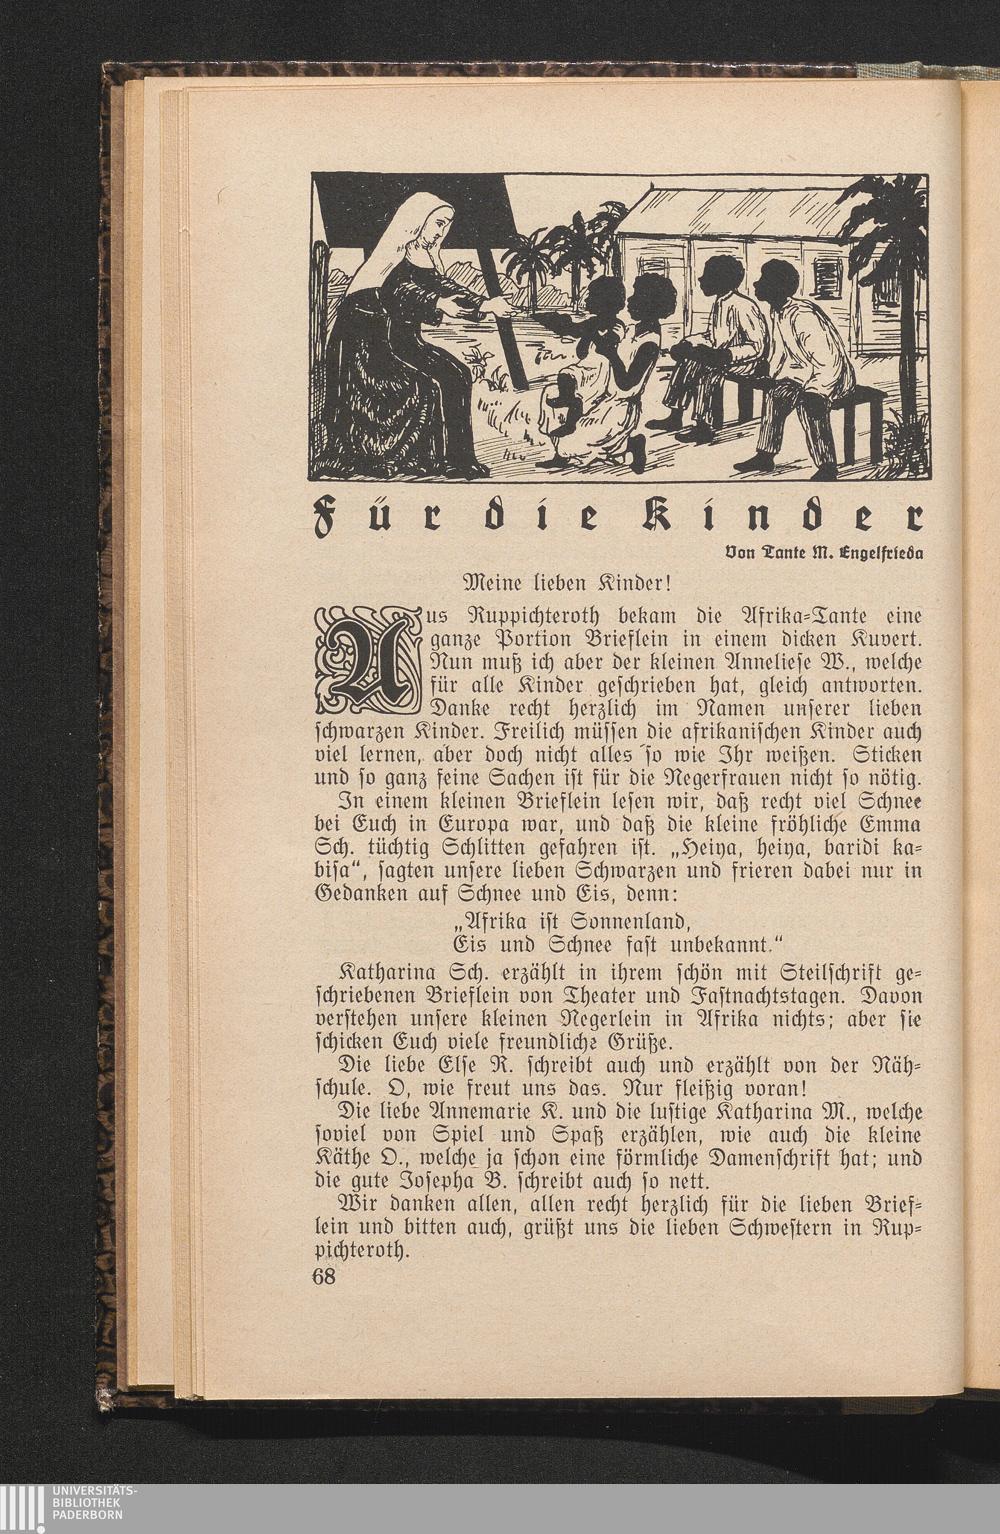 Für die Kinder
Von Tante M. Engelfrieda
Meine lieben Kinder!
Aus Ruppichteroth bekam die Afrika-Tante eine
ganze Portion Brieflein in einem dicken Kuvert.
Nun muß ich aber der kleinen Anneliese W., welche
für alle Kinder geschrieben hat, gleich antworten.
Danke recht herzlich im Namen unserer lieben
schwarzen Kinder. Freilich müssen die afrikanischen Kinder auch
viel lernen, aber doch nicht alles so wie Ihr weißen. Sticken
und so ganz feine Sachen ist für die Negerfrauen nicht so nötig.
In einem kleinen Brieflein lesen wir, daß recht viel Schnee
bei Euch in Europa war, und daß die kleine fröhliche Emma
Sch. tüchtig Schlitten gefahren ist. „Heiya, heiya, baridi ka-
bisa“, sagten unsere lieben Schwarzen und frieren dabei nur in
Gedanken auf Schnee und Eis, denn:
„Afrika ist Sonnenland,
Eis und Schnee fast unbekannt.“
Katharina Sch. erzählt in ihrem schön mit Steilschrift ge-
schriebenen Brieflein von Theater und Fastnachtstagen. Davon
verstehen unsere kleinen Negerlein in Afrika nichts; aber sie
schicken Euch viele freundliche Grüße.
Die liebe Else R. schreibt auch und erzählt von der Näh-
schule. O, wie freut uns das. Nur fleißig voran!
Die liebe Annemarie K. und die lustige Katharina M., welche
soviel von Spiel und Spaß erzählen, wie auch die kleine
Käthe O., welche ja schon eine förmliche Damenschrift hat; und
die gute Josepha B. schreibt auch so nett.
Wir danken allen, allen recht herzlich für die lieben Brief-
lein und bitten auch, grüßt uns die lieben Schwestern in Rup-
pichteroth.
68
UNIVERSITÄTS-
BIBLIOTHEK
PADERBORN